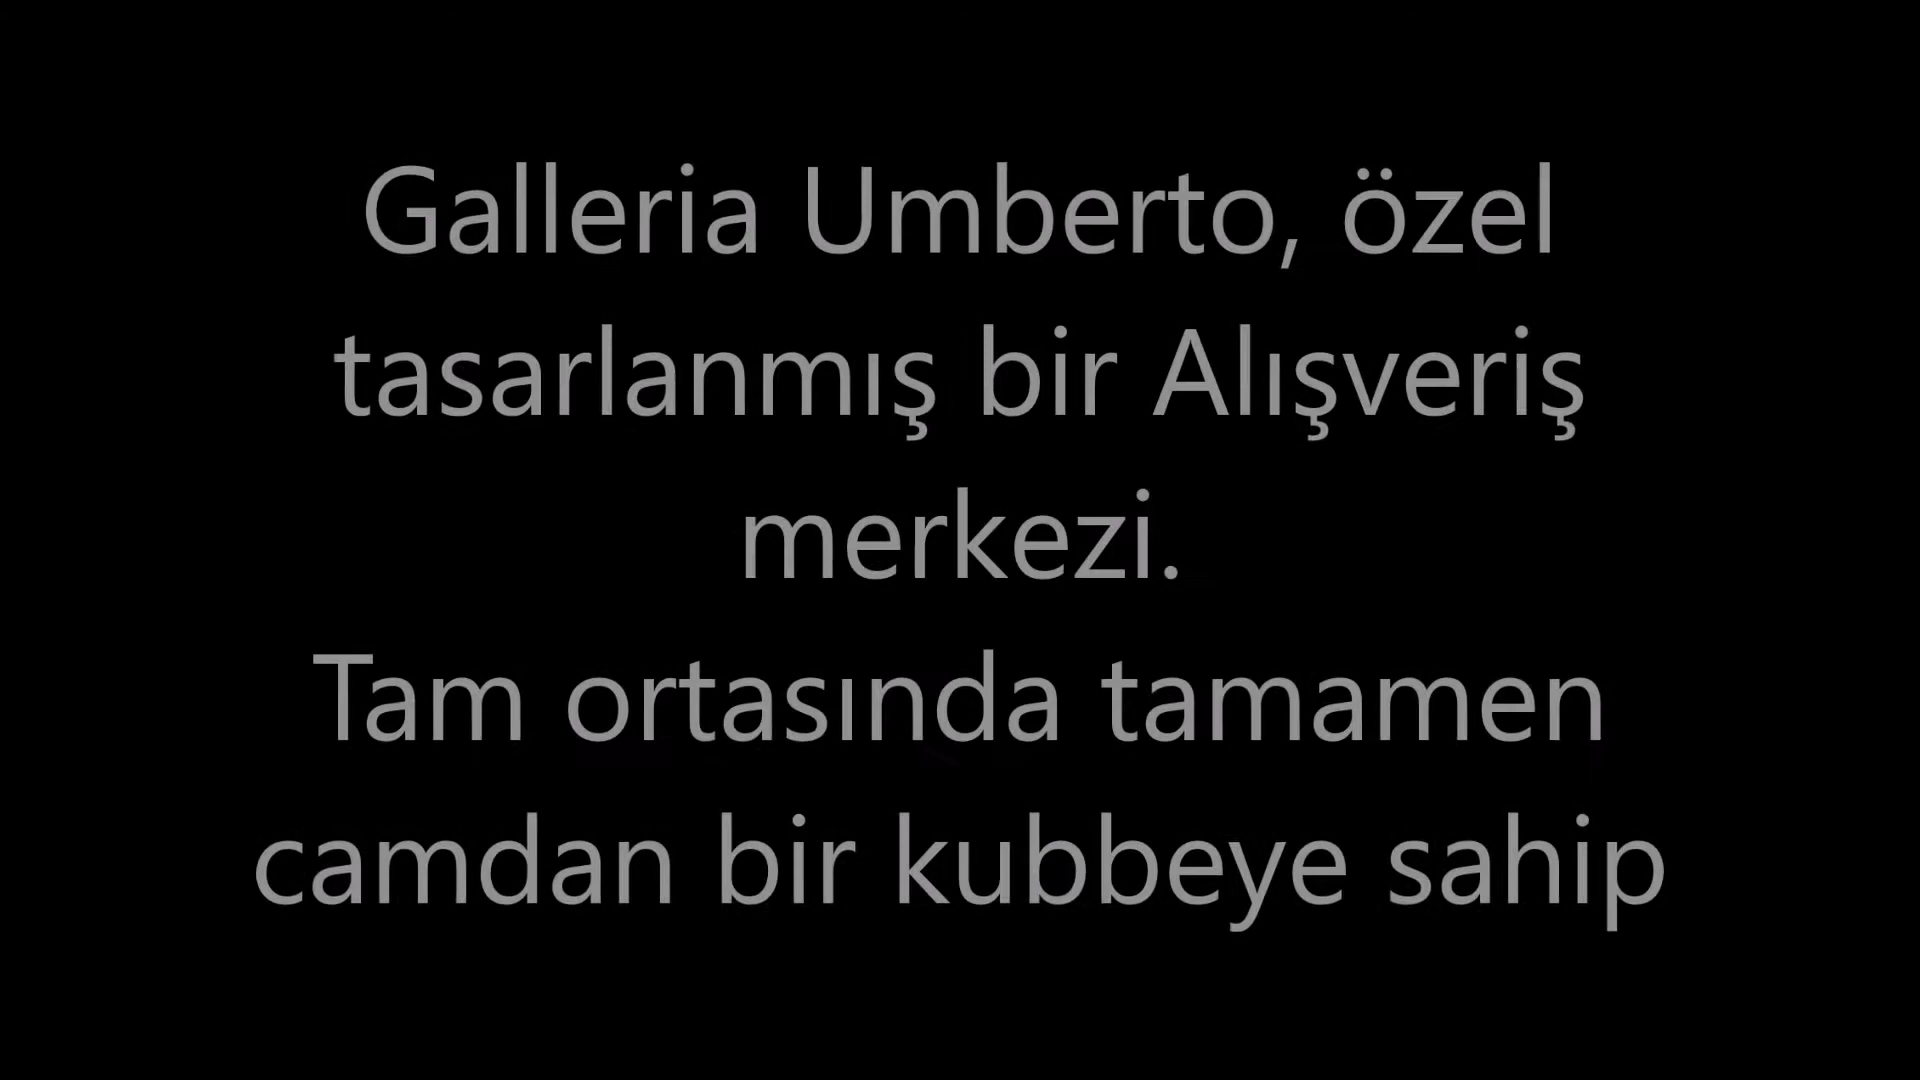 Galleria Umberto, özel
tasarlanmış bir Alışveriş
merkezi.
Tam ortasında tamamen
camdan bir kubbeye sahip